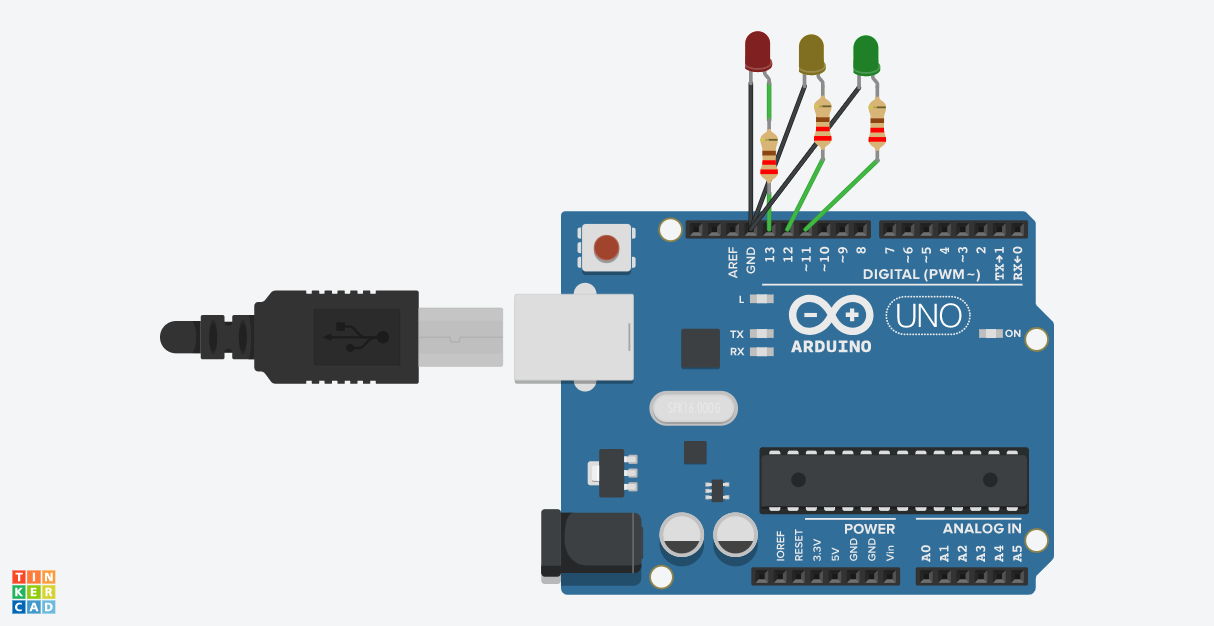 AREF
GND
13
12
~11
~10
~9
8
7
~6
~5
4
~3
2
TX→1
RX←0
DIGITAL (PWM~)
L
TX
RX
ARDUINO
UNO
ON
SPK16.000G
POWER
ANALOG IN
IOREF
RESET
3.3V
5V
GND
GND
Vin
A0
A1
A2
A3
A4
A5
TIN
KER
CAD